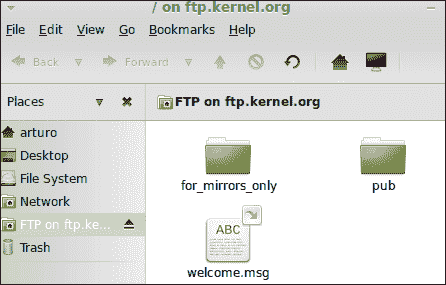 / on ftp.kernel.org
File Edit View Go Bookmarks Help
Back Forward
Places FTP on ftp.kernel.org
arturo
Desktop
File System
Network
FTP on ftp.ke...
Trash
for_mirrors_only pub
ABC
welcome.msg